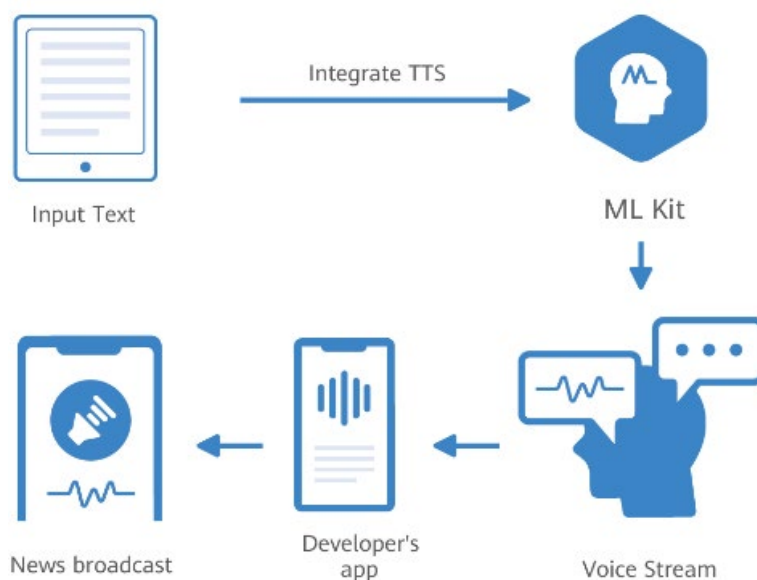 Integrate TTS
Input Text
ML Kit
News broadcast
Developer's
app
Voice Stream